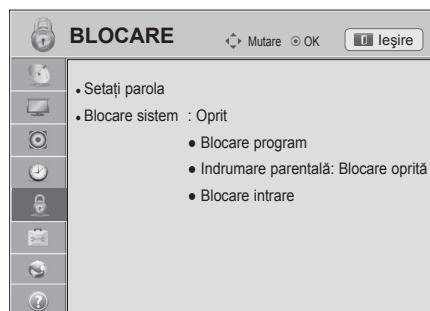 BLOCARE Mutare OK Ieşire
• Setaţi parola
• Blocare sistem : Oprit
● Blocare program
● Indrumare parentală: Blocare oprită
● Blocare intrare
?